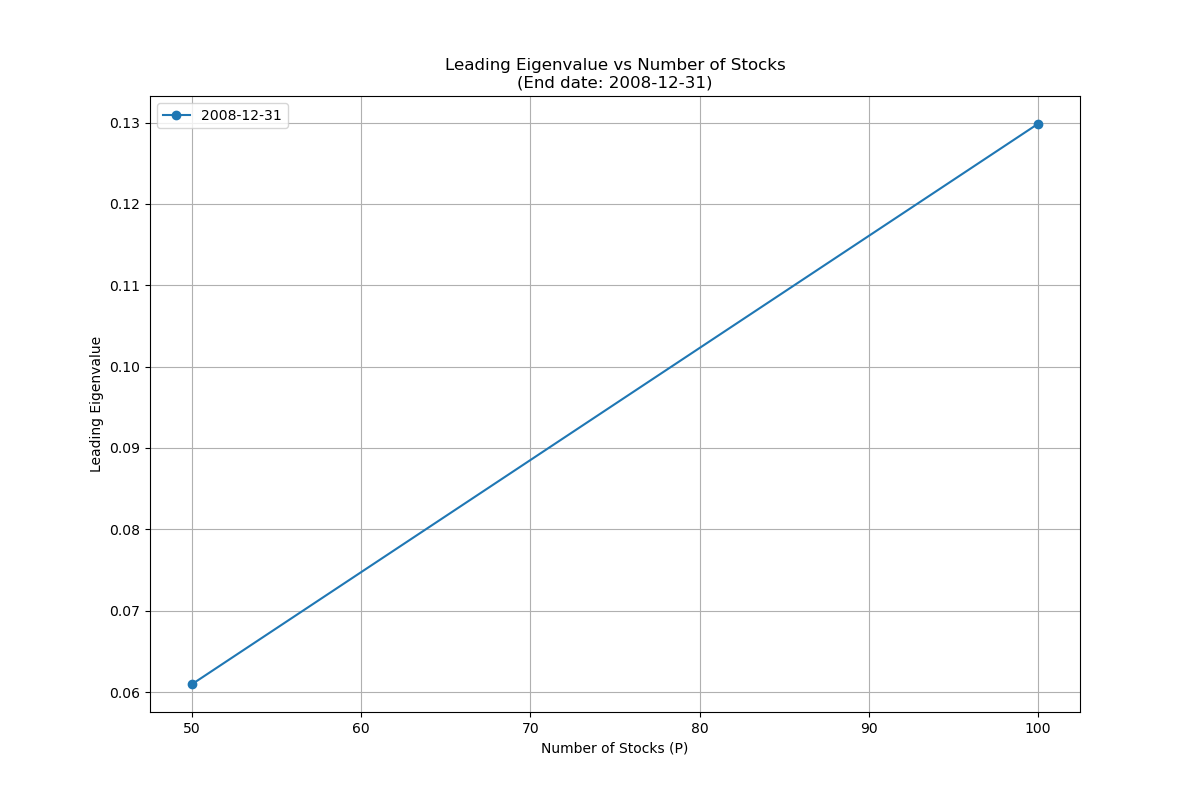 Leading Eigenvalue vs Number of Stocks
(End date: 2008-12-31)
2008-12-31
0.13
0.12
0.11
0.10
0.09
0.08
0.07
0.06
Leading Eigenvalue
50 60 70 80 90 100
Number of Stocks (P)